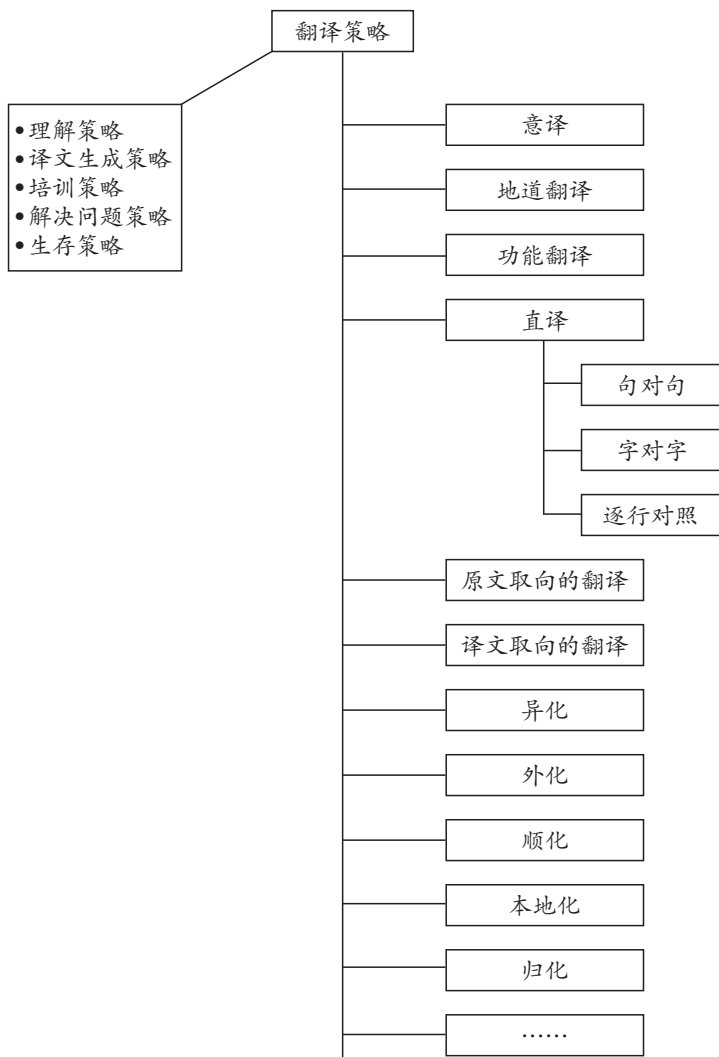 翻译策略
•理解策略
•译文生成策略
•培训策略
•解决问题策略
•生存策略
意译
地道翻译
功能翻译
直译
句对句
字对字
逐行对照
原文取向的翻译
译文取向的翻译
异化
外化
顺化
本地化
归化
……